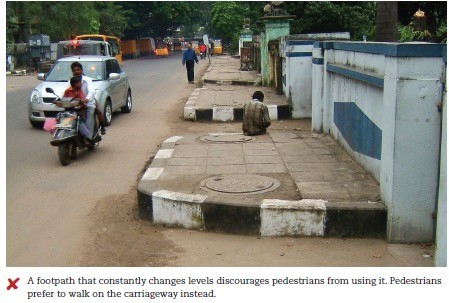 A footpath that constantly changes levels discourages pedestrians from using it. Pedestrians
prefer to walk on the carriageway instead.